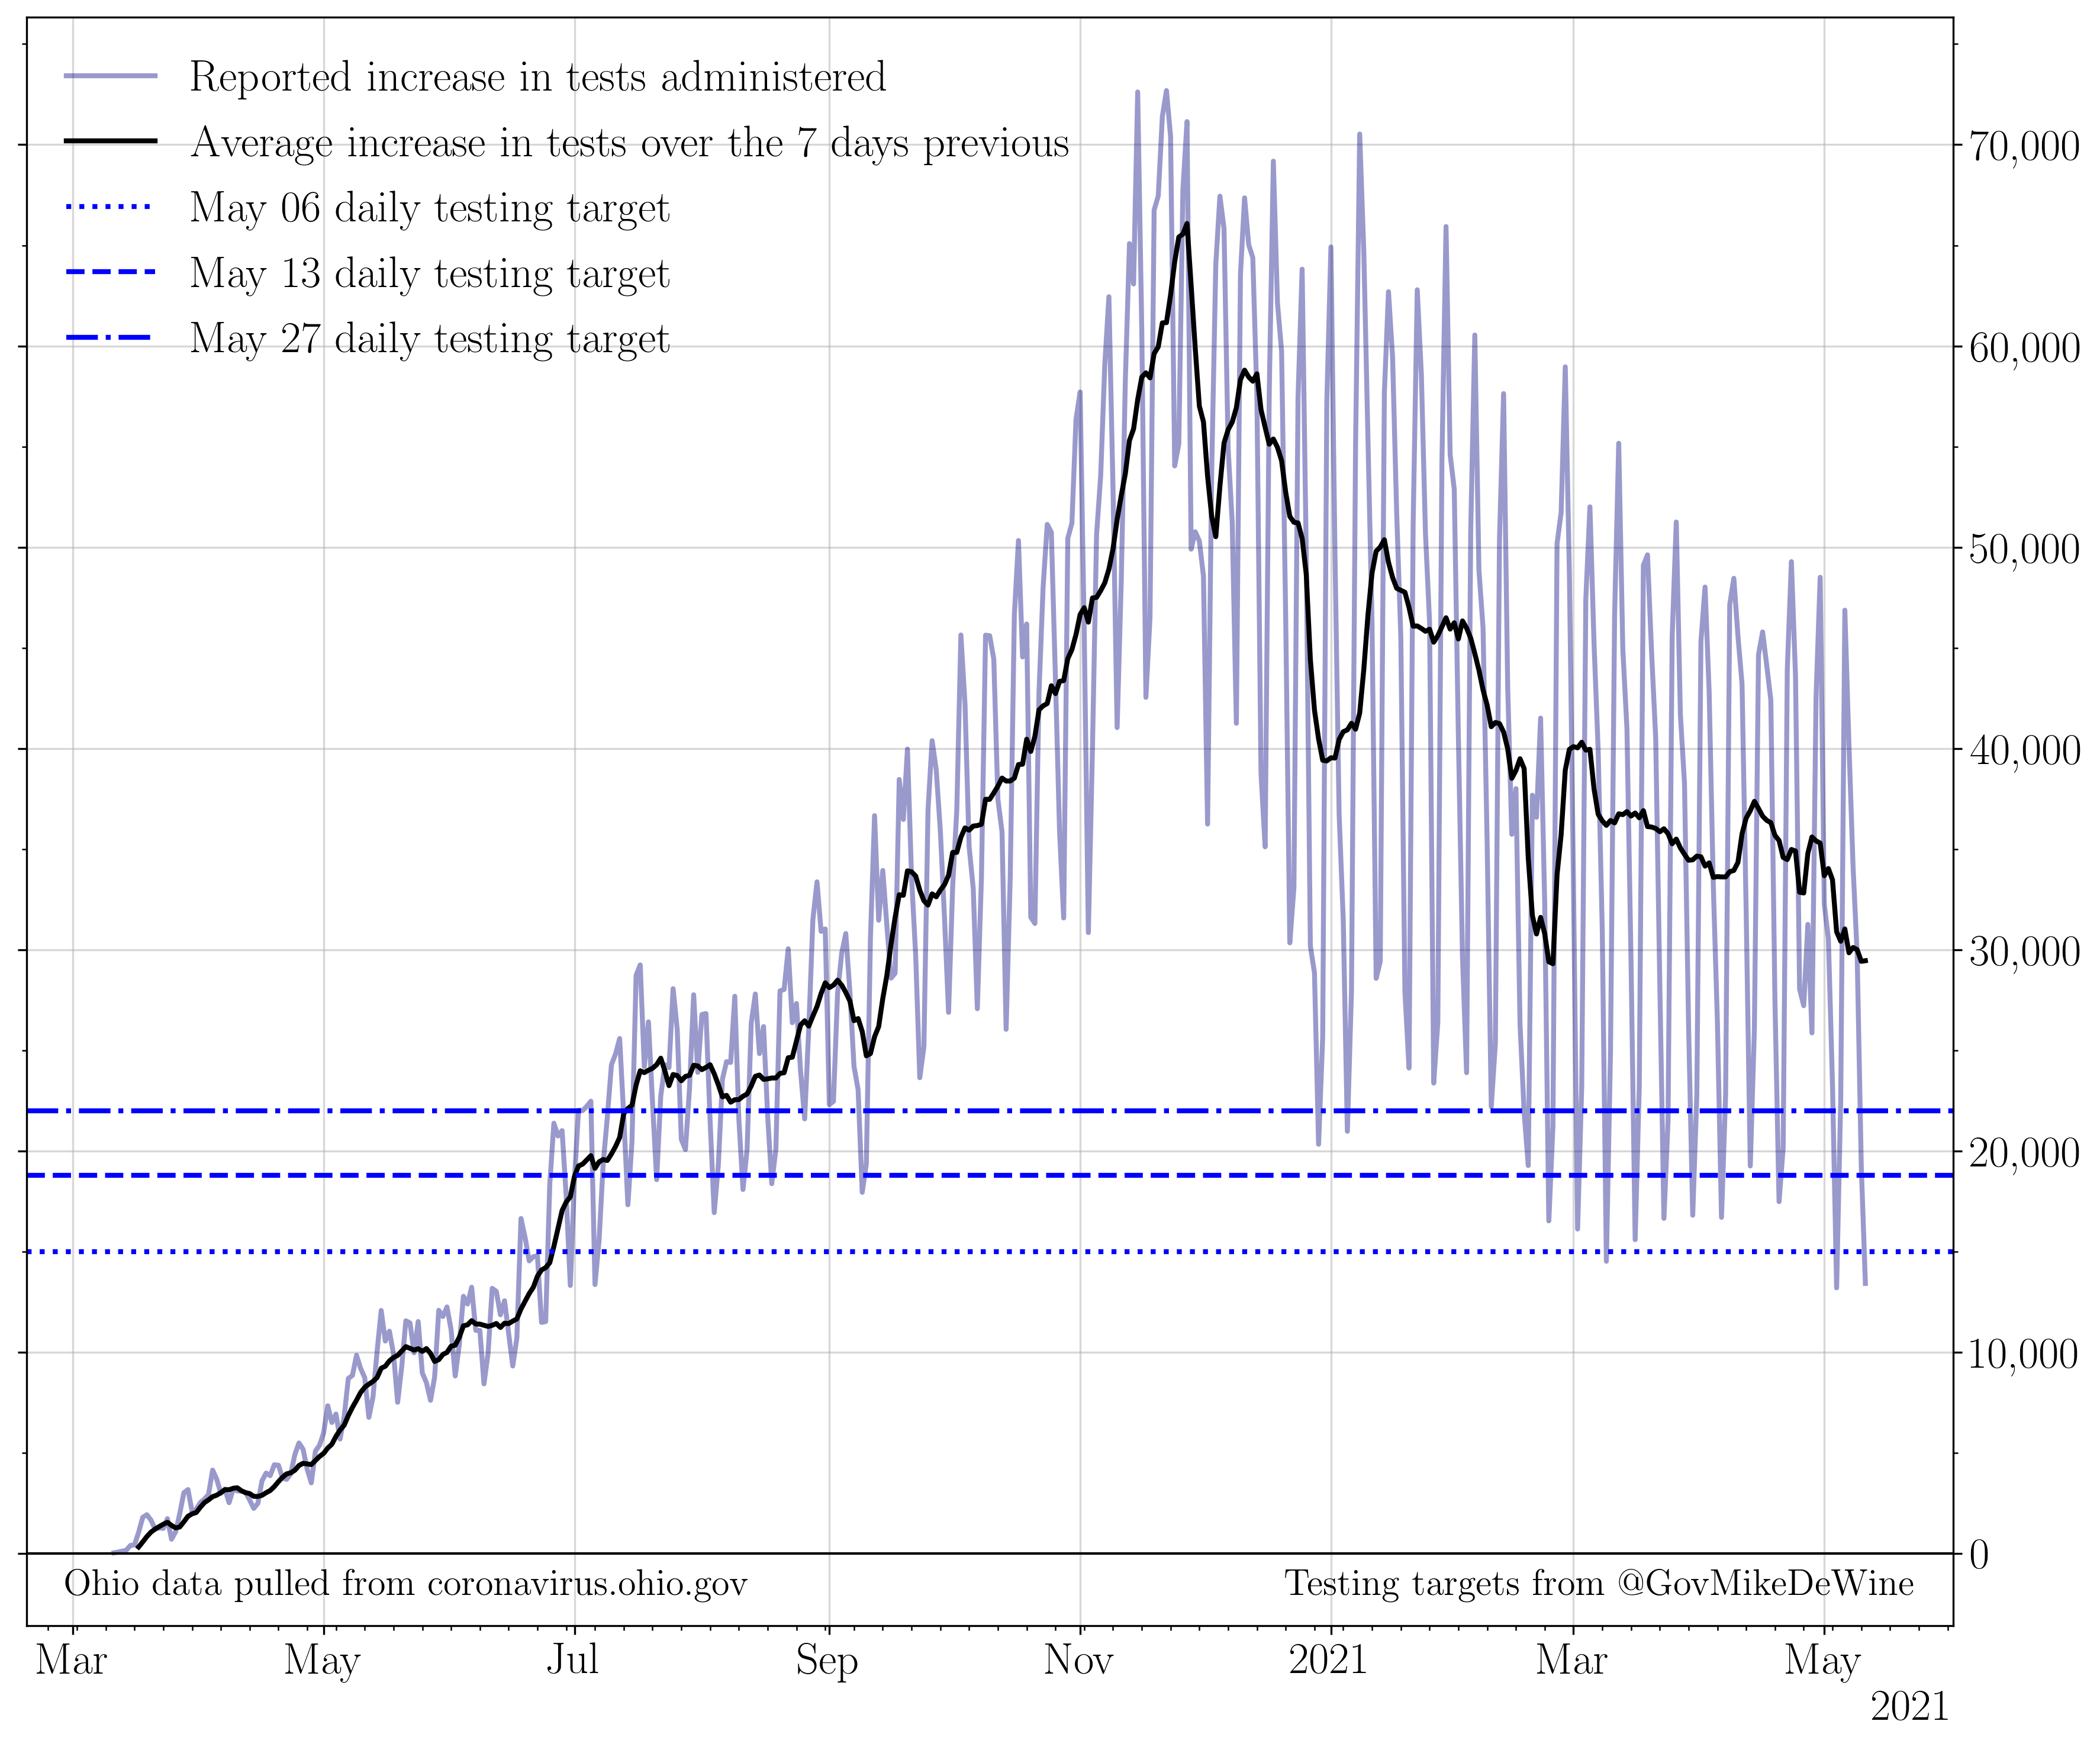 Reported increase in tests administered
Average increase in tests over the 7 days previous
May 06 daily testing target
May 13 daily testing target
May 27 daily testing target
70,000
60,000
50,000
40,000
30,000
20,000
10,000
0
Ohio data pulled from coronavirus.ohio.gov
Testing targets from @GovMikeDeWine
Mar May Jul Sep Nov 2021 Mar May
2021